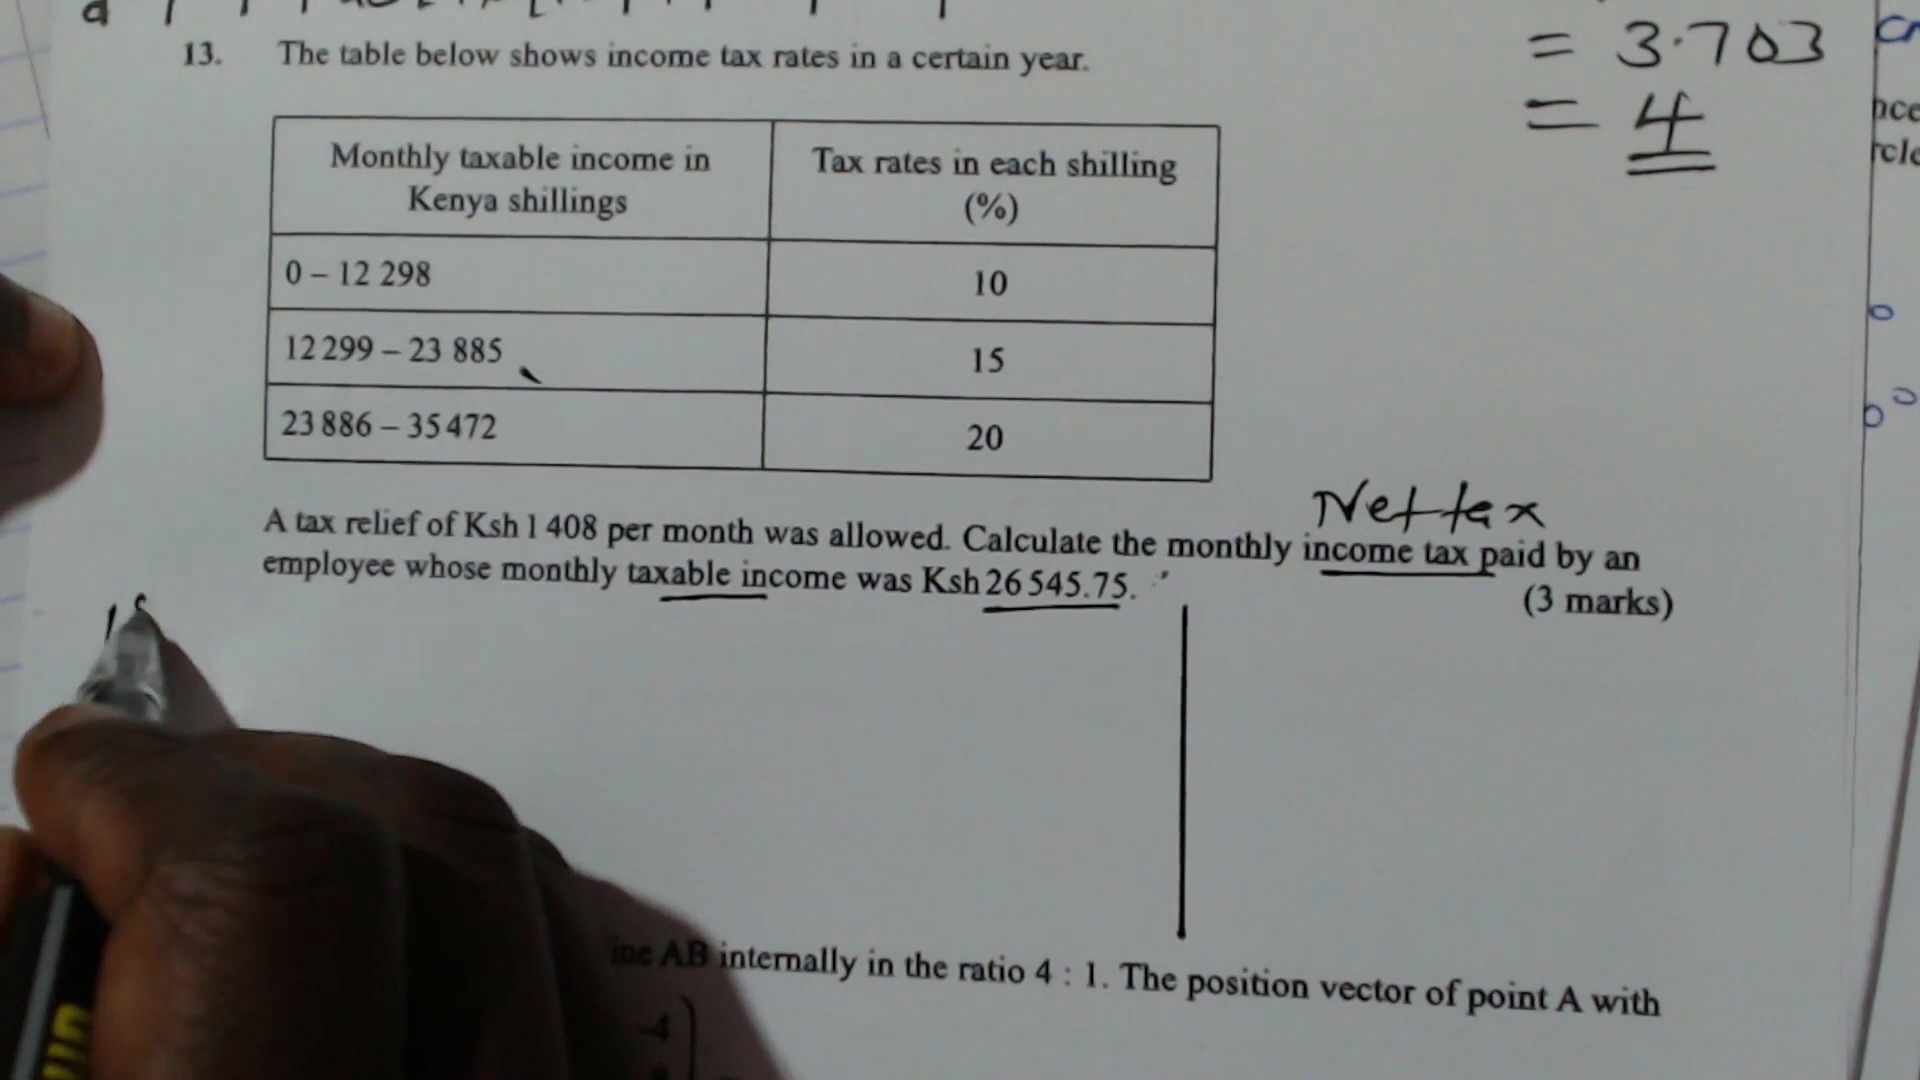 = 3.703
= 4
13. The table below shows income tax rates in a certain year.
Monthly taxable income in Kenya shillings
Tax rates in each shilling (%)
0 – 12 298
10
12 299 – 23 885
15
23 886 – 35 472
20
Net tax
A tax relief of Ksh 1 408 per month was allowed. Calculate the monthly income tax paid by an
employee whose monthly taxable income was Ksh 26 545.75.
(3 marks)
AB internally in the ratio 4 : 1. The position vector of point A with
-4